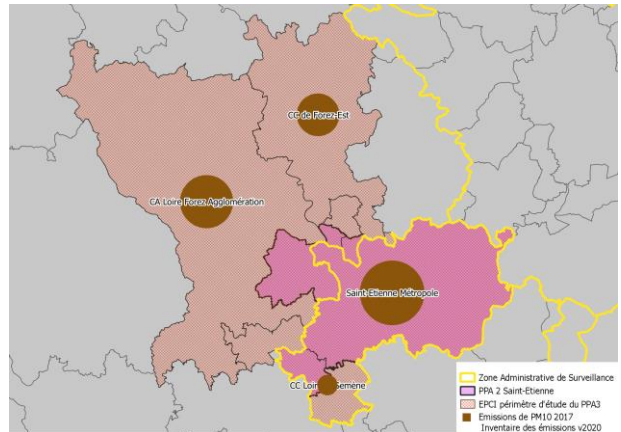 CC de Forez-Est
CA Loire Forez Agglomération
Saint-Etienne Métropole
CC Loire Semène
Zone Administrative de Surveillance
PPA 2 Saint-Etienne
EPCI périmètre d'étude du PPA3
Emissions de PM10 2017
Inventaire des émissions v2020